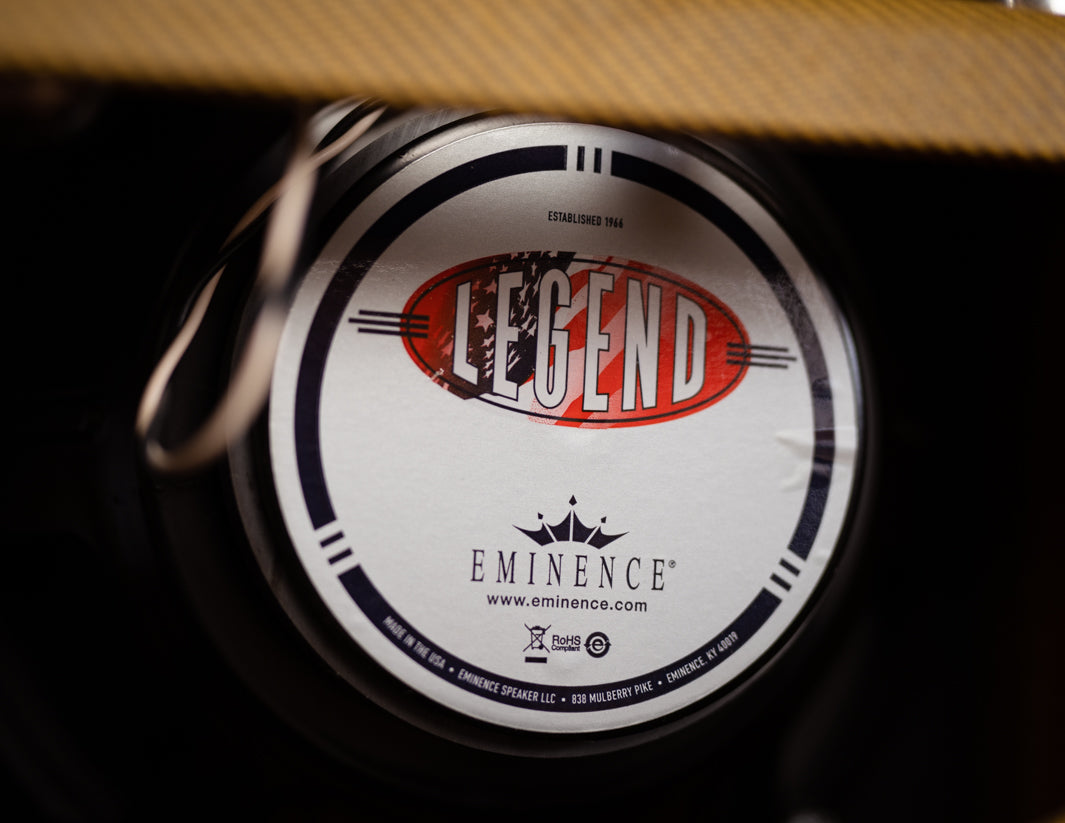 ESTABLISHED 1966
LEGEND
EMINENCE®
www.eminence.com
RoHS
Compliant
e
MADE IN THE USA • EMINENCE SPEAKER LLC • 838 MULBERRY PIKE • EMINENCE, KY 40019